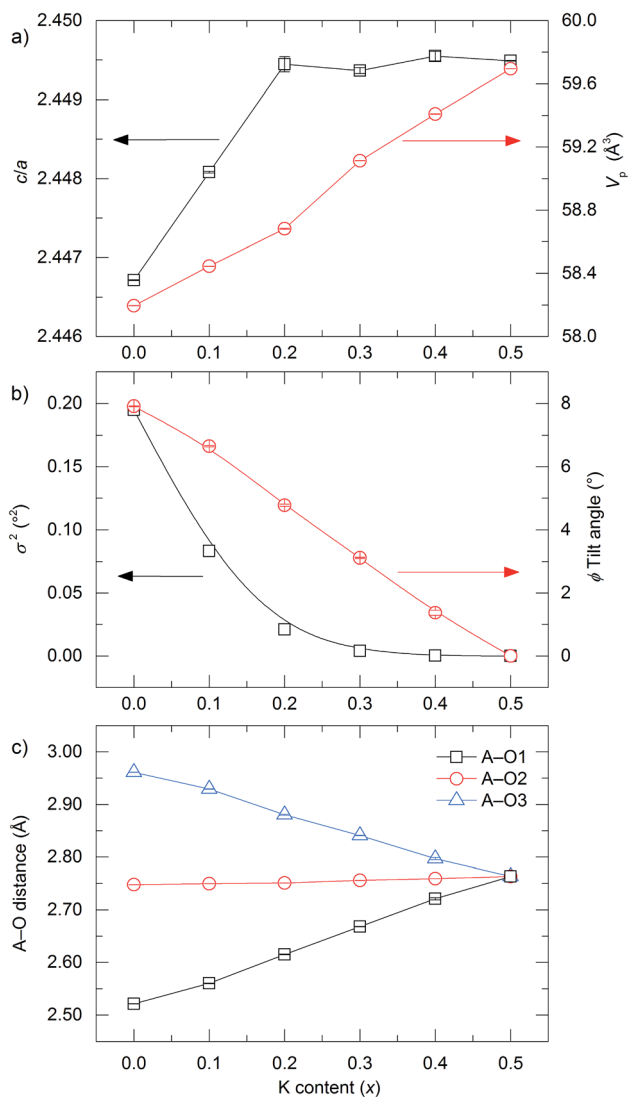 a)
2.450
2.449
2.448
2.447
2.446
c/a
60.0
59.6
59.2
58.8
58.4
58.0
Vp (Å3)
0.0 0.1 0.2 0.3 0.4 0.5
b)
0.20
0.15
0.10
0.05
0.00
σ2 (°2)
8
6
4
2
0
ϕ Tilt angle (°)
0.0 0.1 0.2 0.3 0.4 0.5
c)
3.00
2.90
2.80
2.70
2.60
2.50
A–O distance (Å)
A–O1
A–O2
A–O3
0.0 0.1 0.2 0.3 0.4 0.5
K content (x)